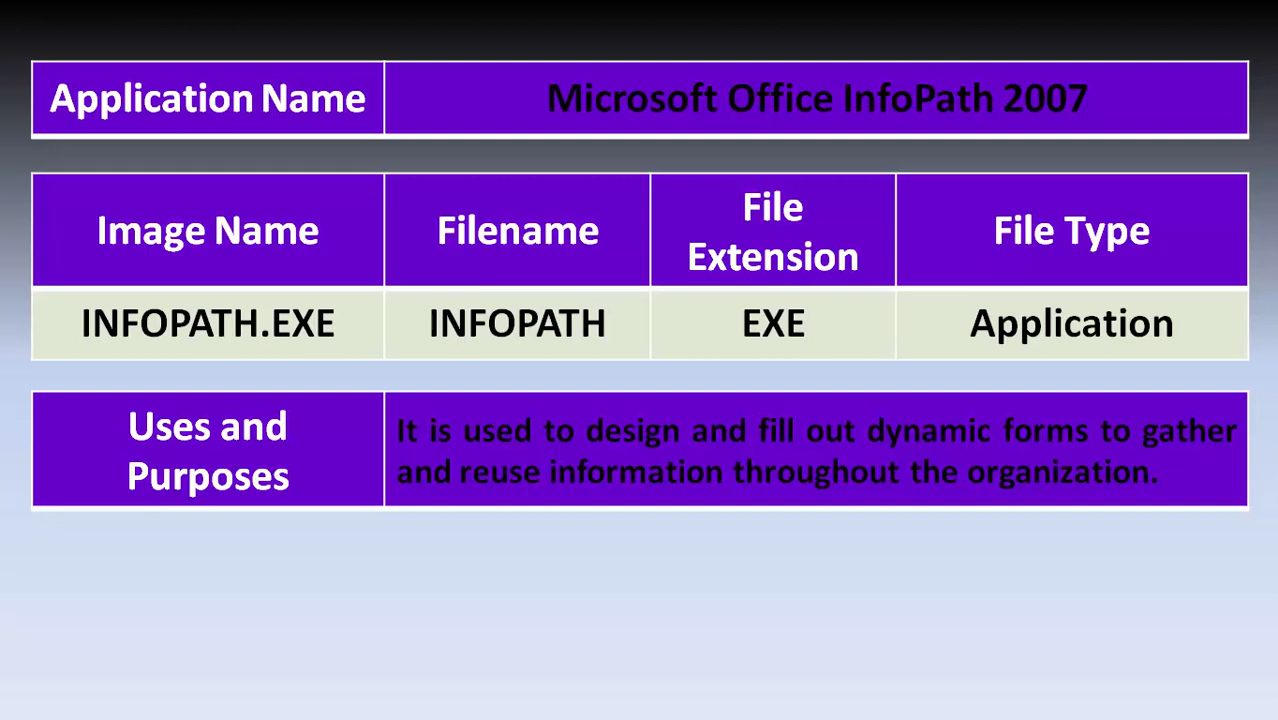 Application Name
Microsoft Office InfoPath 2007
Image Name
Filename
File
Extension
File Type
INFOPATH.EXE
INFOPATH
EXE
Application
Uses and
Purposes
It is used to design and fill out dynamic forms to gather
and reuse information throughout the organization.